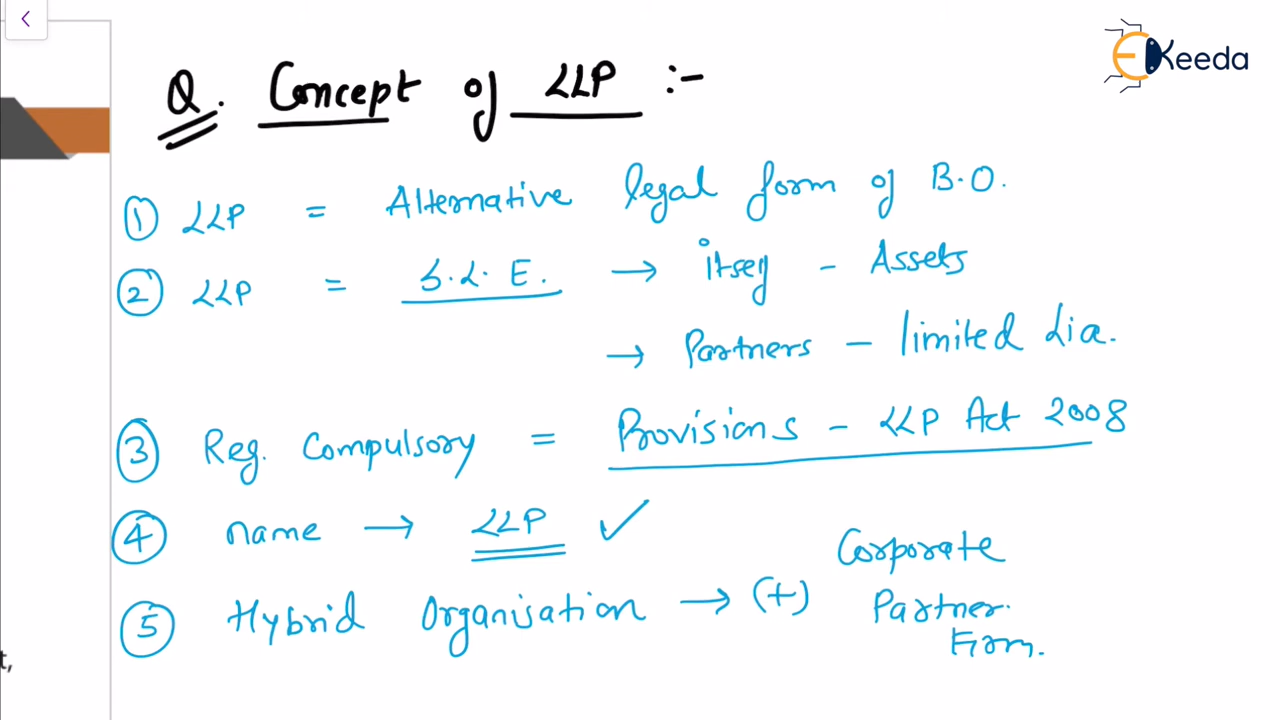 EKeeda
Q. Concept of LLP :-
① LLP = Alternative legal form of B.O.
② LLP = S.L.E. → itself - Assets
→ Partners - limited Lia.
③ Reg. Compulsory = Provisions - LLP Act 2008
④ name → LLP ✓
⑤ Hybrid Organisation → (+) Corporate
Partner.
Firm.
t,